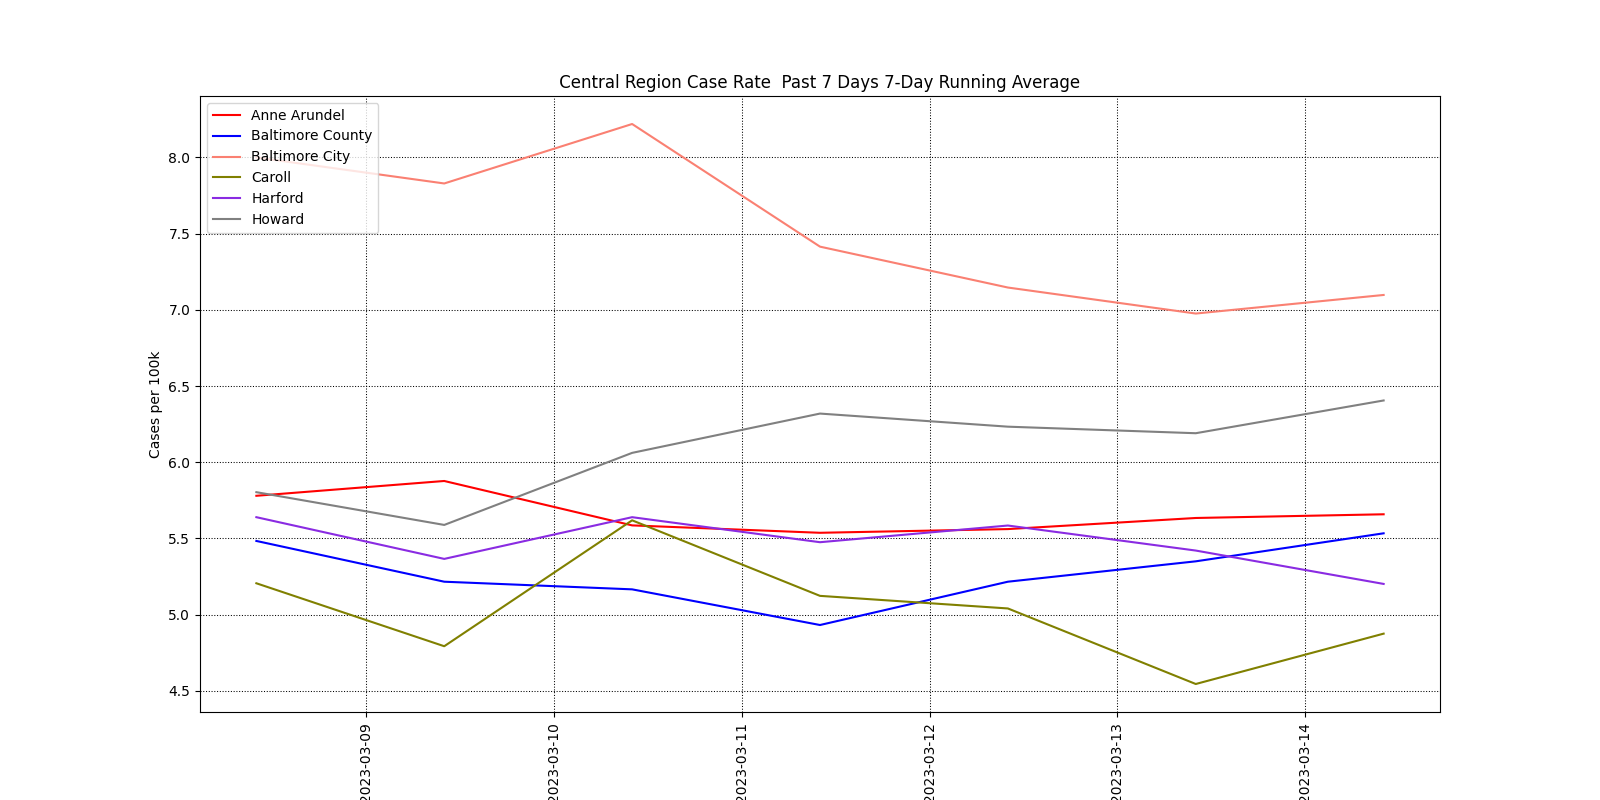 Central Region Case Rate  Past 7 Days 7-Day Running Average
Anne Arundel
Baltimore County
Baltimore City
Caroll
Harford
Howard
8.0
7.5
7.0
6.5
6.0
5.5
5.0
4.5
Cases per 100k
2023-03-09
2023-03-10
2023-03-11
2023-03-12
2023-03-13
2023-03-14